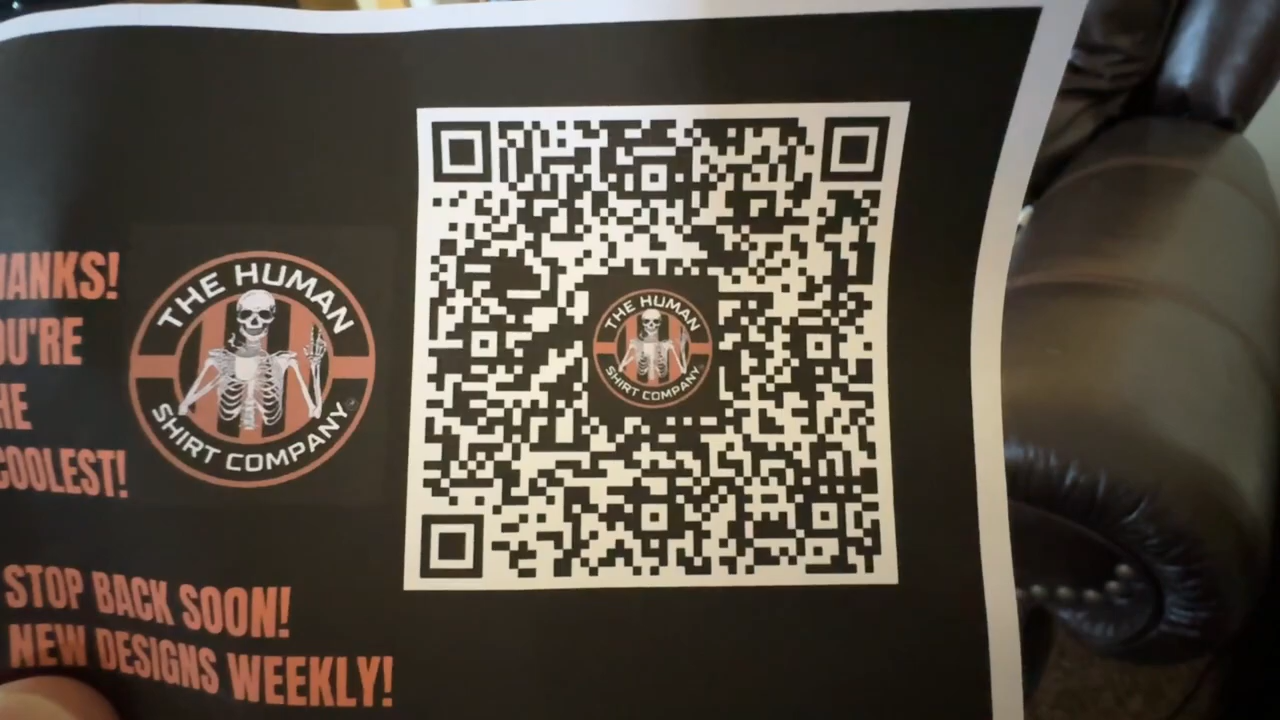 HANKS!
OU'RE
HE
COOLEST!
THE HUMAN
SHIRT COMPANY
STOP BACK SOON!
NEW DESIGNS WEEKLY!
THE HUMAN
SHIRT COMPANY